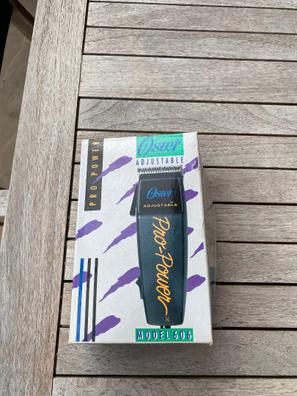 Oster
ADJUSTABLE
PRO-POWER
Oster
ADJUSTABLE
Pro-Power
MODEL 606